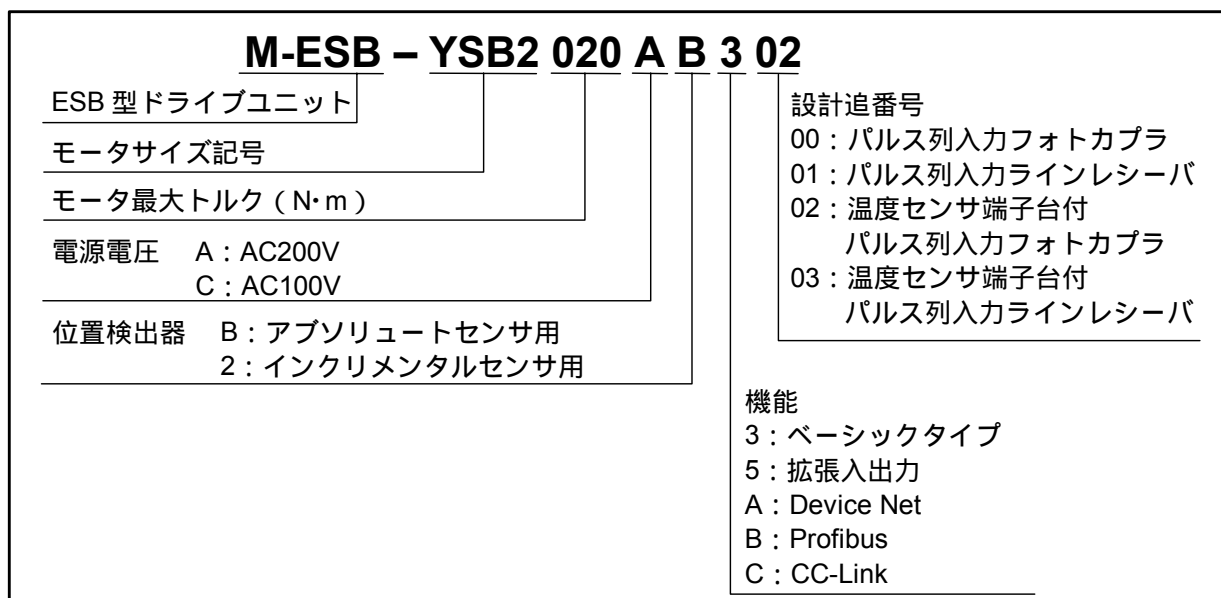 M-ESB – YSB2 020 A B 3 02
ESB 型ドライブユニット
モータサイズ記号
モータ最大トルク（N･m）
電源電圧 A：AC200V
C：AC100V
位置検出器 B：アブソリュートセンサ用
2：インクリメンタルセンサ用
設計追番号
00：パルス列入力フォトカプラ
01：パルス列入力ラインレシーバ
02：温度センサ端子台付
パルス列入力フォトカプラ
03：温度センサ端子台付
パルス列入力ラインレシーバ
機能
3：ベーシックタイプ
5：拡張入出力
A：Device Net
B：Profibus
C：CC-Link